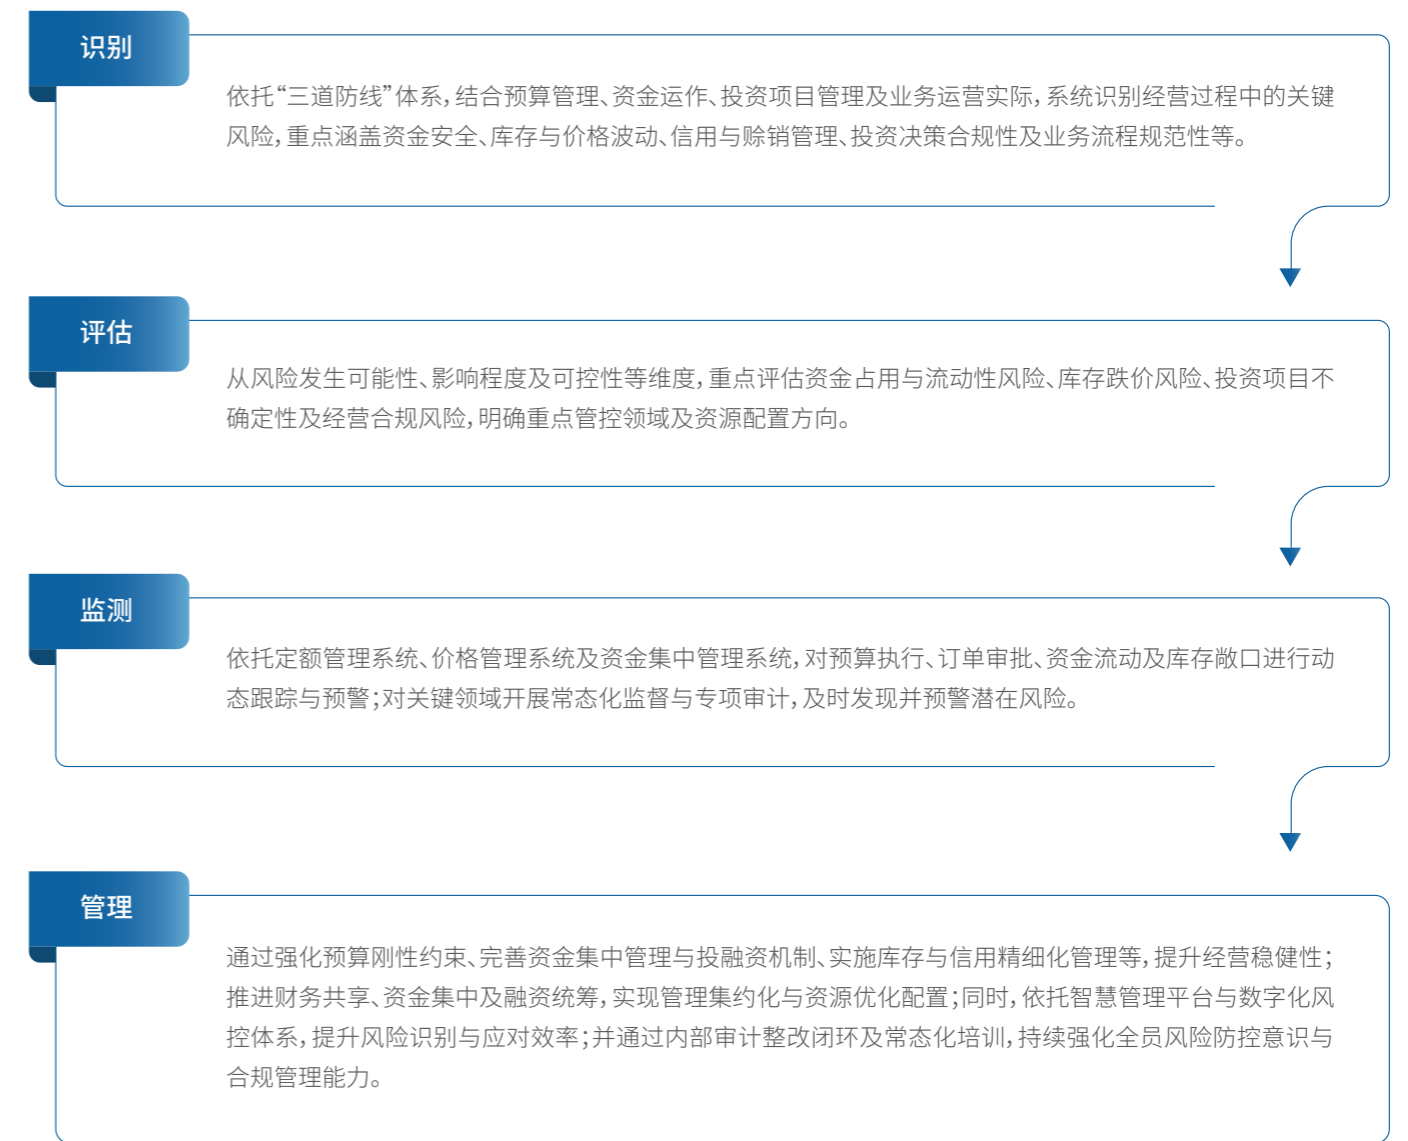 识别
依托“三道防线”体系，结合预算管理、资金运作、投资项目管理及业务运营实际，系统识别经营过程中的关键
风险，重点涵盖资金安全、库存与价格波动、信用与赊销管理、投资决策合规性及业务流程规范性等。
评估
从风险发生可能性、影响程度及可控性等维度，重点评估资金占用与流动性风险、库存跌价风险、投资项目不
确定性及经营合规风险，明确重点管控领域及资源配置方向。
监测
依托定额管理系统、价格管理系统及资金集中管理系统，对预算执行、订单审批、资金流动及库存敞口进行动
态跟踪与预警；对关键领域开展常态化监督与专项审计，及时发现并预警潜在风险。
管理
通过强化预算刚性约束、完善资金集中管理与投融资机制、实施库存与信用精细化管理等，提升经营稳健性；
推进财务共享、资金集中及融资统筹，实现管理集约化与资源优化配置；同时，依托智慧管理平台与数字化风
控体系，提升风险识别与应对效率；并通过内部审计整改闭环及常态化培训，持续强化全员风险防控意识与
合规管理能力。